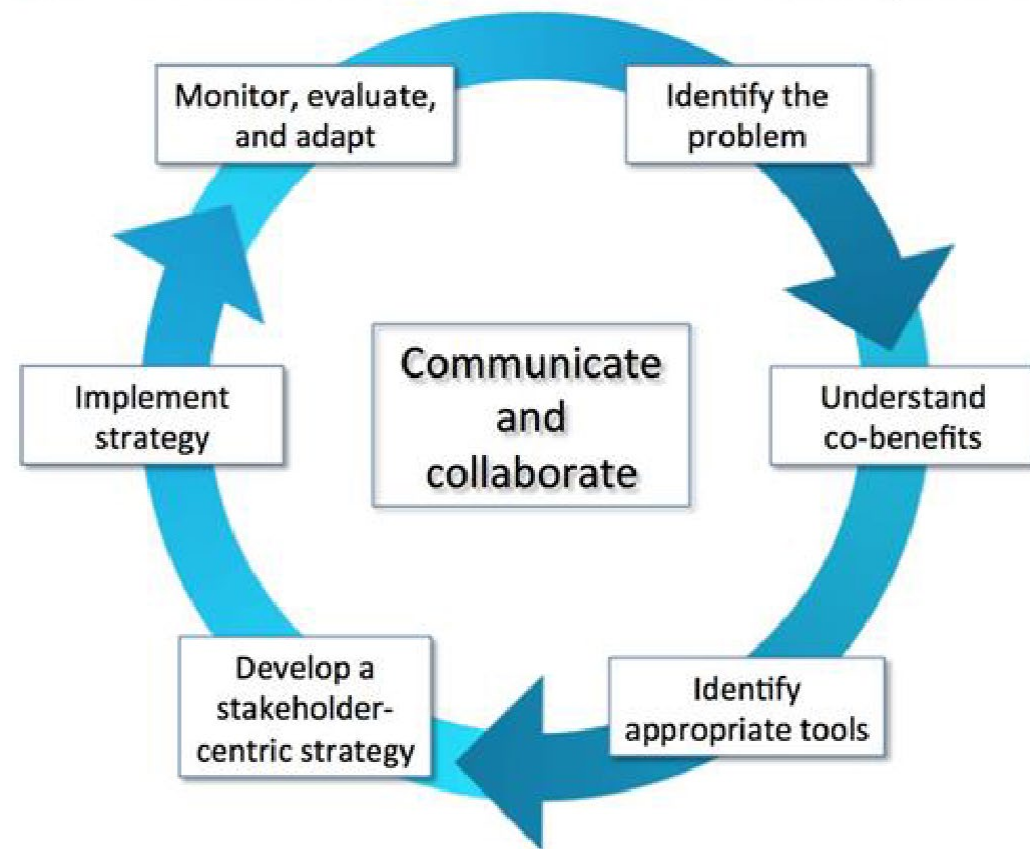 Monitor, evaluate,
and adapt
Identify the
problem
Understand
co-benefits
Identify
appropriate tools
Develop a
stakeholder-
centric strategy
Implement
strategy
Communicate
and
collaborate